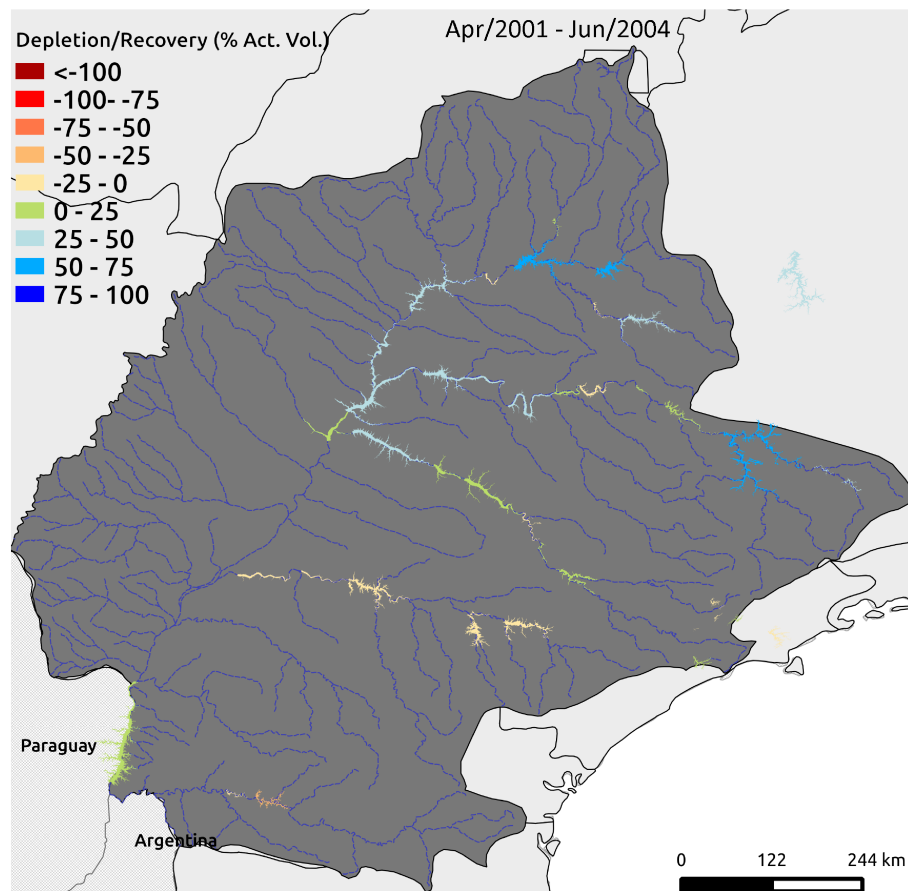 Apr/2001 - Jun/2004
Depletion/Recovery (% Act. Vol.)
<-100
-100- -75
-75 - -50
-50 - -25
-25 - 0
0 - 25
25 - 50
50 - 75
75 - 100
Paraguay
Argentina
0 122 244 km